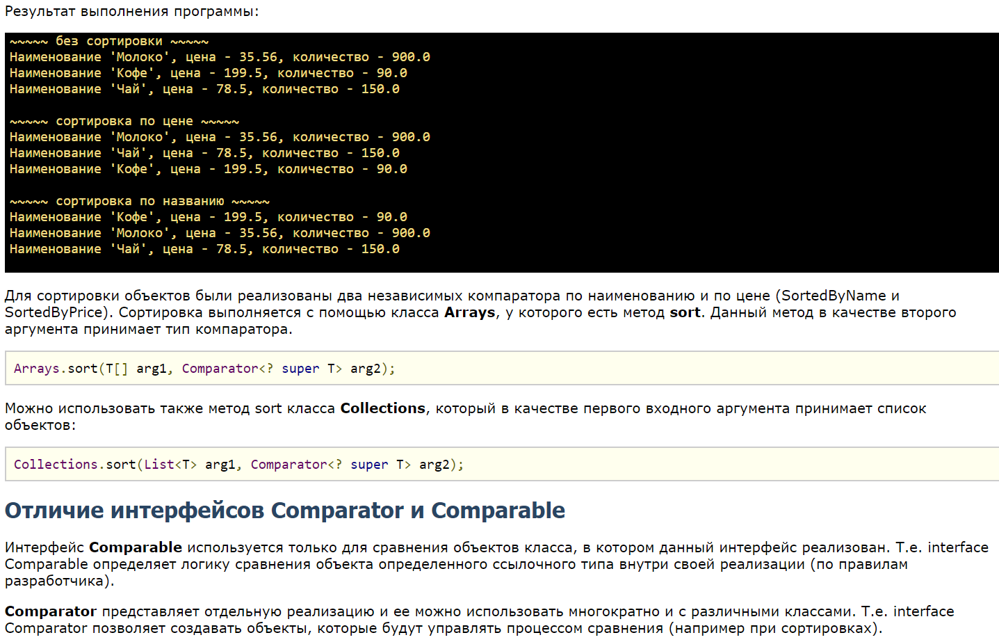 Результат выполнения программы:
~~~~~ без сортировки ~~~~~
Наименование 'Молоко', цена - 35.56, количество - 900.0
Наименование 'Кофе', цена - 199.5, количество - 90.0
Наименование 'Чай', цена - 78.5, количество - 150.0
~~~~~ сортировка по цене ~~~~~
Наименование 'Молоко', цена - 35.56, количество - 900.0
Наименование 'Чай', цена - 78.5, количество - 150.0
Наименование 'Кофе', цена - 199.5, количество - 90.0
~~~~~ сортировка по названию ~~~~~
Наименование 'Кофе', цена - 199.5, количество - 90.0
Наименование 'Молоко', цена - 35.56, количество - 900.0
Наименование 'Чай', цена - 78.5, количество - 150.0
Для сортировки объектов были реализованы два независимых компаратора по наименованию и по цене (SortedByName и
SortedByPrice). Сортировка выполняется с помощью класса Arrays, у которого есть метод sort. Данный метод в качестве второго
аргумента принимает тип компаратора.
Arrays.sort(T[] arg1, Comparator<? super T> arg2);
Можно использовать также метод sort класса Collections, который в качестве первого входного аргумента принимает список
объектов:
Collections.sort(List<T> arg1, Comparator<? super T> arg2);
Отличие интерфейсов Comparator и Comparable
Интерфейс Comparable используется только для сравнения объектов класса, в котором данный интерфейс реализован. Т.е. interface
Comparable определяет логику сравнения объекта определенного ссылочного типа внутри своей реализации (по правилам
разработчика).
Comparator представляет отдельную реализацию и ее можно использовать многократно и с различными классами. Т.е. interface
Comparator позволяет создавать объекты, которые будут управлять процессом сравнения (например при сортировках).